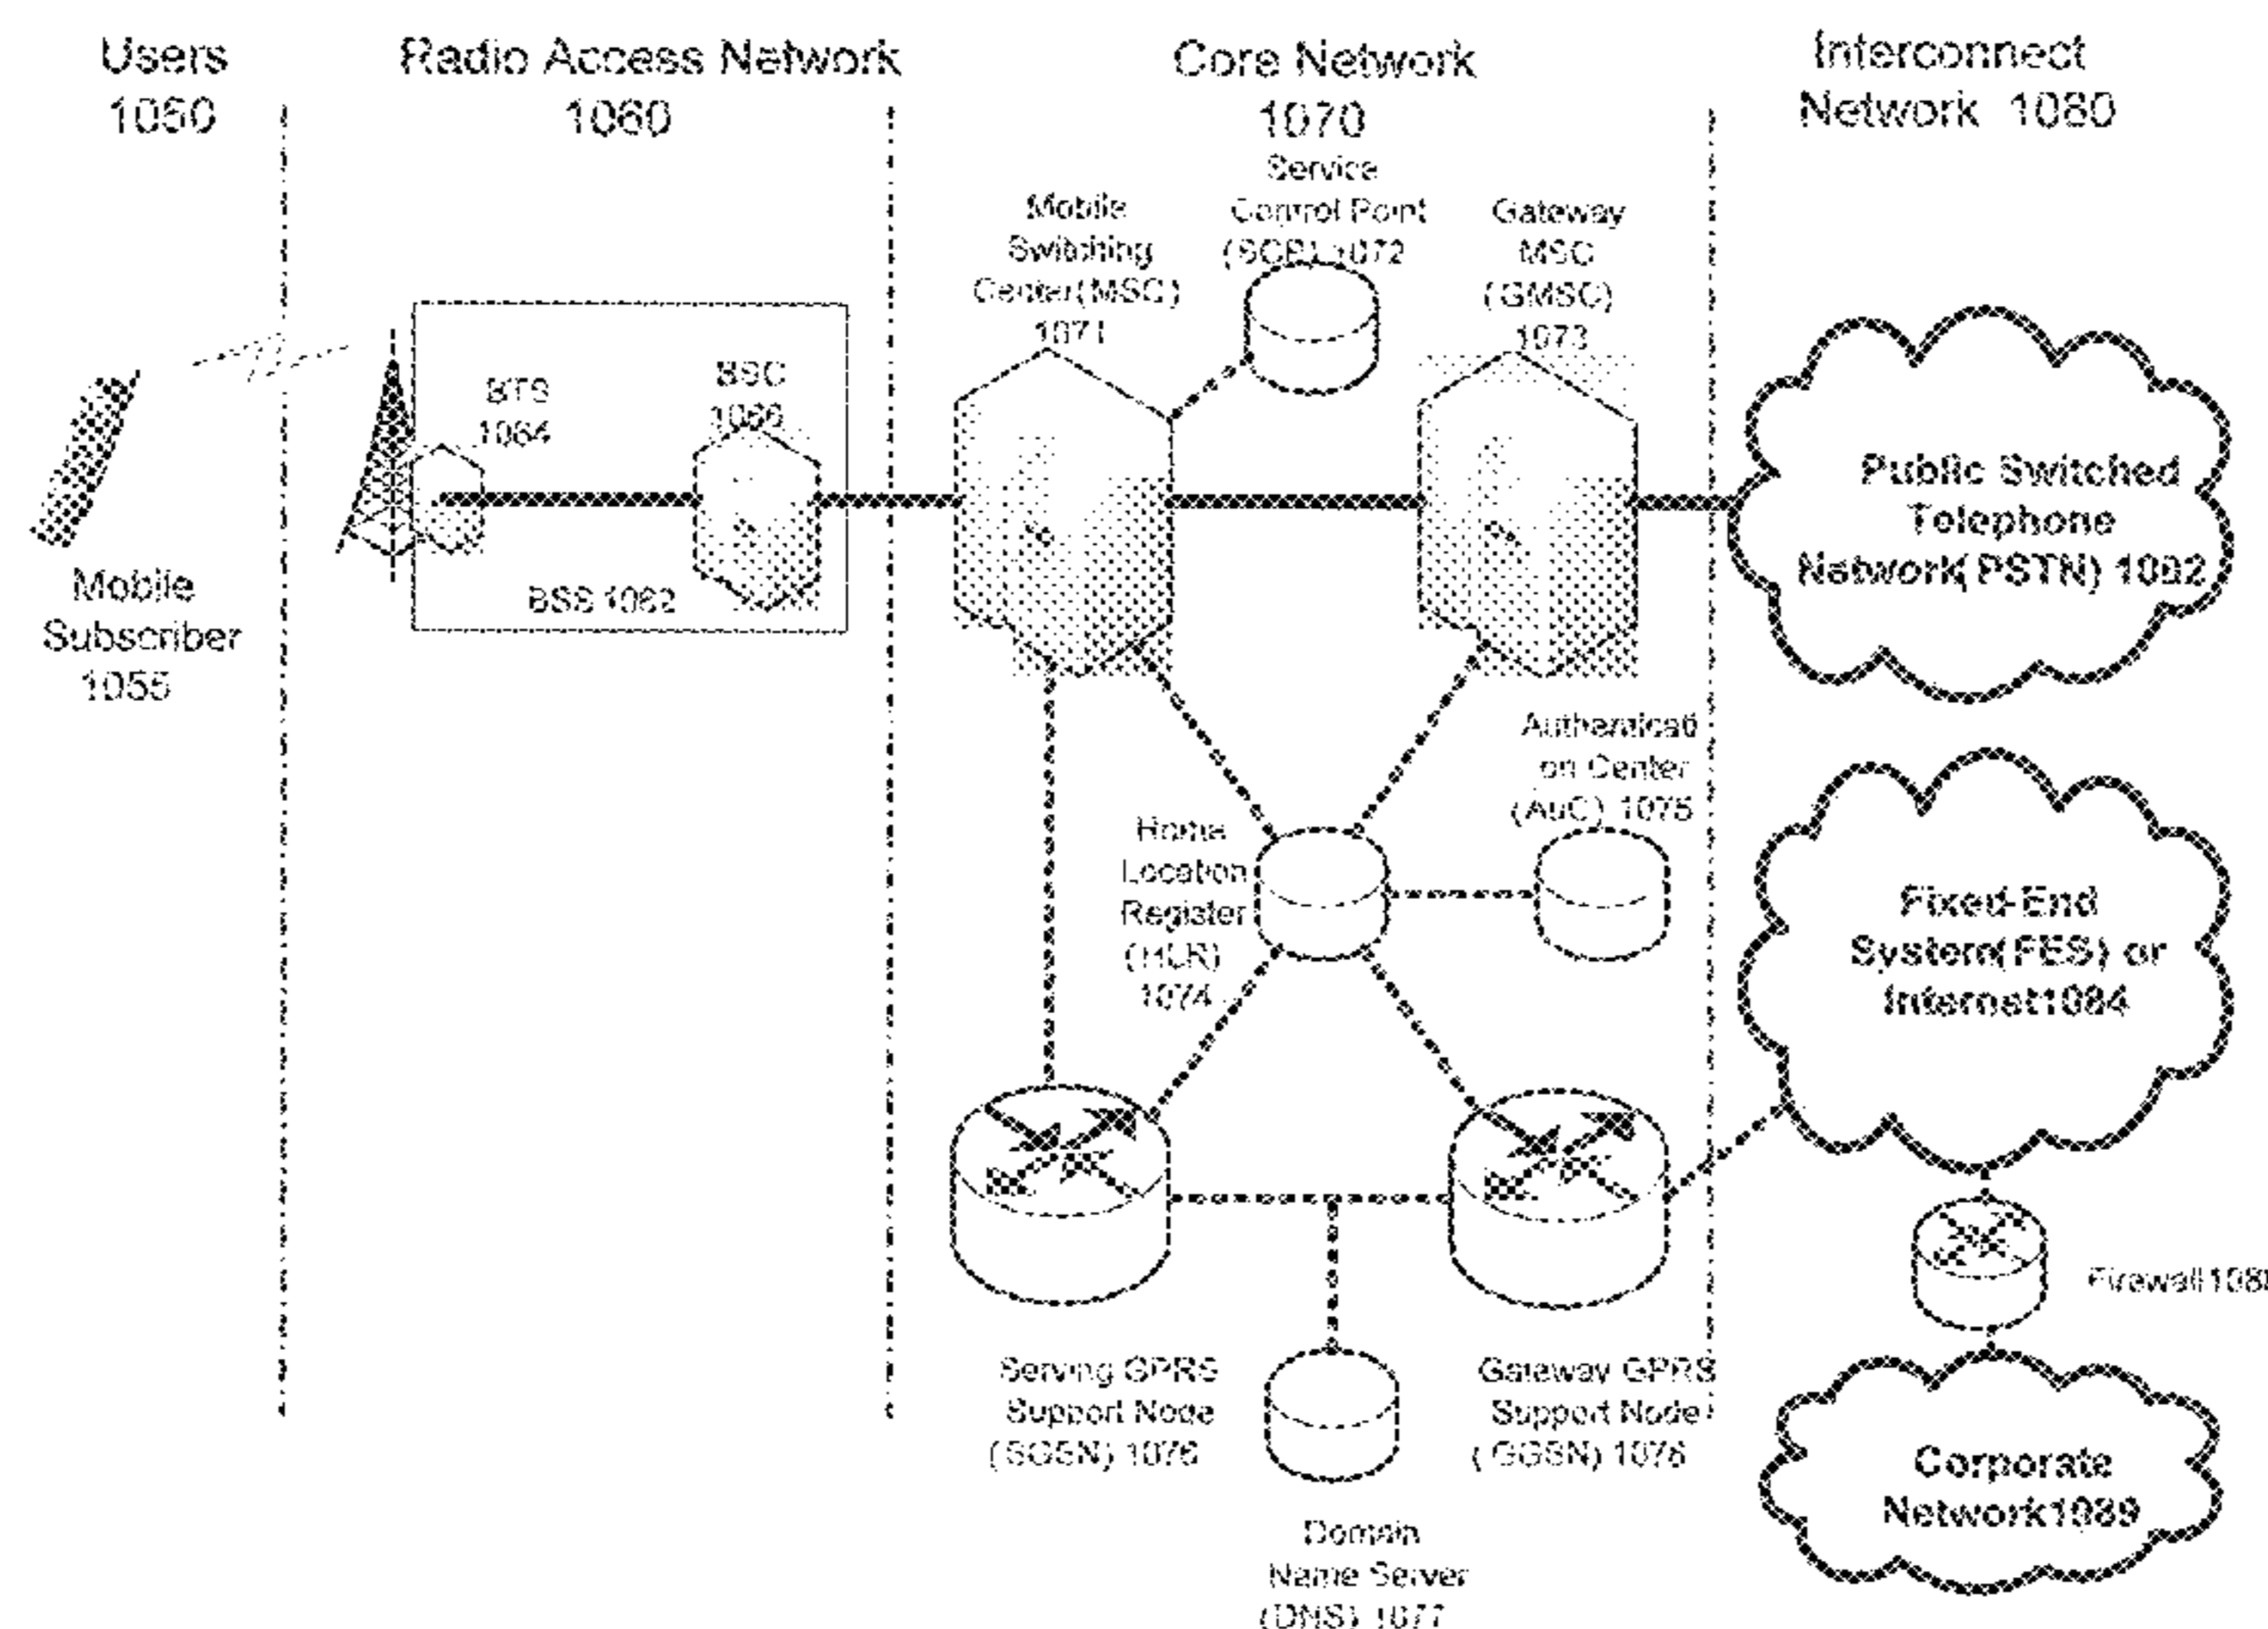 Users
1050
Radio Access Network
1060
Core Network
1070
Interconnect
Network 1080
Service
Control Point
(SCP) 1072
Mobile
Switching
Center(MSC)
1071
Gateway
MSC
(GMSC)
1073
BTS
1064
BSC
1066
BSS 1062
Mobile
Subscriber
1055
Public Switched
Telephone
Network(PSTN) 1082
Authenticati
on Center
(AuC) 1075
Home
Location
Register
(HLR)
1074
Fixed-End
System(FES) or
Internet1084
Firewall
Serving GPRS
Support Node
(SGSN) 1076
Gateway GPRS
Support Node
(GGSN) 1078
Corporate
Network1989
Domain
Name Server
(DNS) 1077